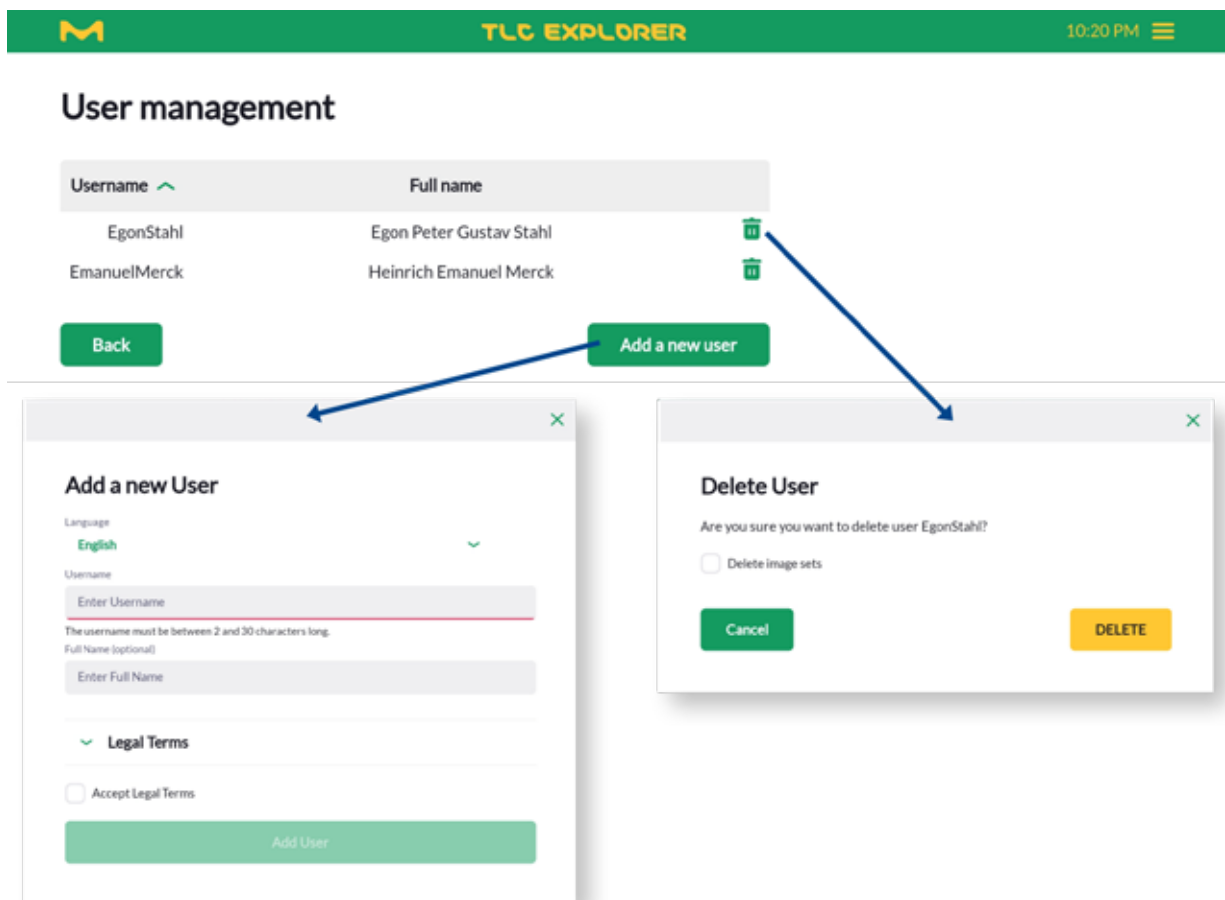 M
TLC EXPLORER
10:20 PM
User management
Username
Full name
EgonStahl
Egon Peter Gustav Stahl
EmanuelMerck
Heinrich Emanuel Merck
Back
Add a new user
Add a new User
Language
English
Username
Enter Username
The username must be between 2 and 30 characters long.
Full Name (optional)
Enter Full Name
Legal Terms
Accept Legal Terms
Add User
Delete User
Are you sure you want to delete user EgonStahl?
Delete image sets
Cancel
DELETE